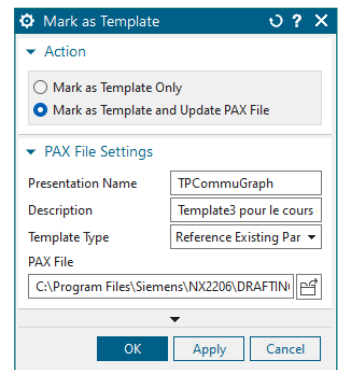 Mark as Template
Action
Mark as Template Only
Mark as Template and Update PAX File
PAX File Settings
Presentation Name TPCommuGraph
Description Template3 pour le cours
Template Type Reference Existing Par
PAX File
C:\Program Files\Siemens\NX2206\DRAFTING
OK Apply Cancel